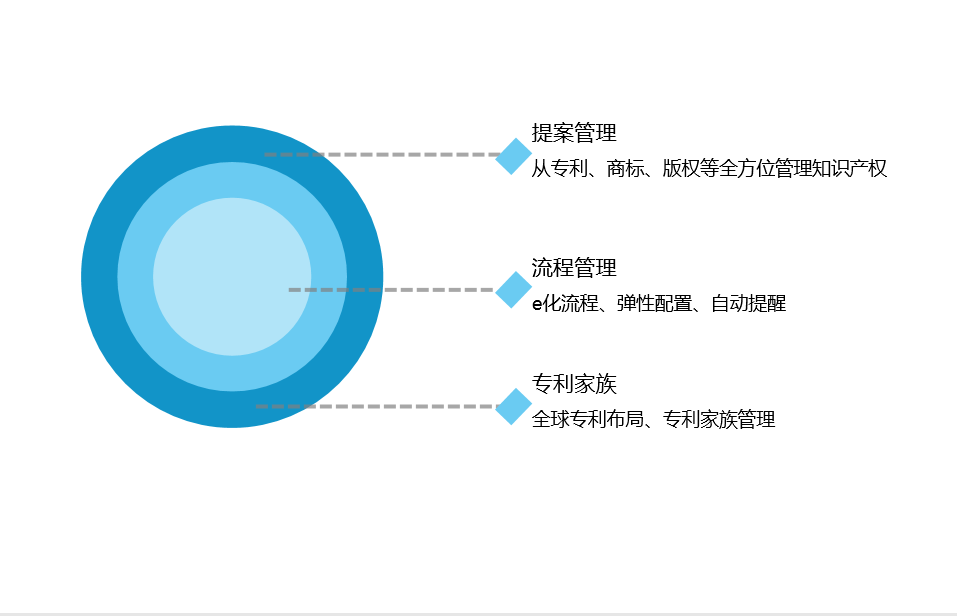 提案管理
从专利、商标、版权等全方位管理知识产权
流程管理
e化流程、弹性配置、自动提醒
专利家族
全球专利布局、专利家族管理